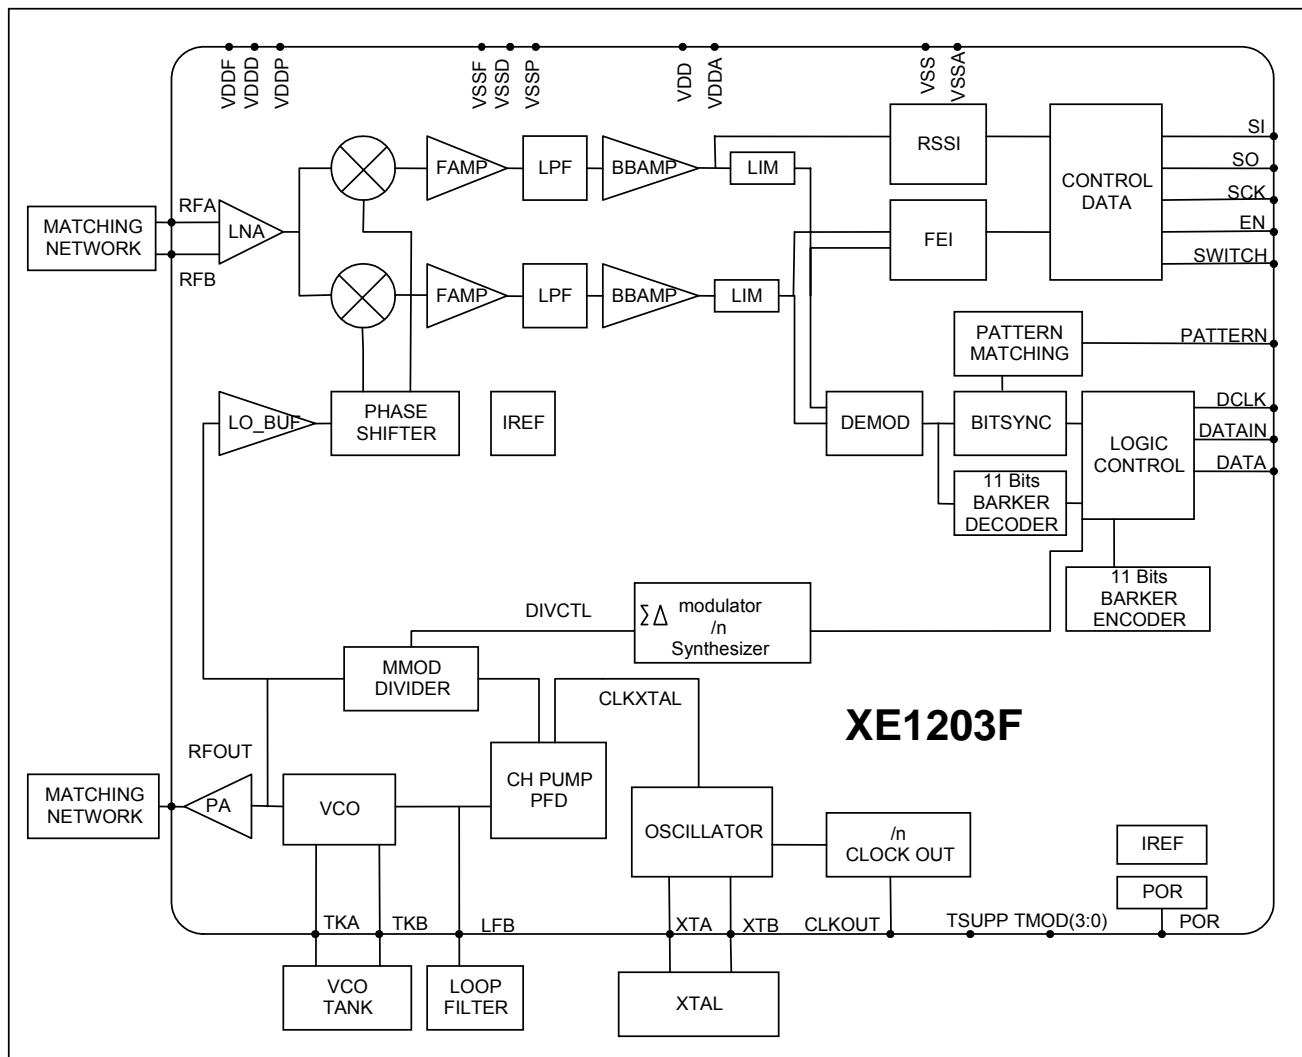 VDDF
VDDD
VDDP
VSSF
VSSD
VSSP
VDD
VDDA
VSS
VSSA
FAMP
LPF
BBAMP
LIM
RSSI
CONTROL
DATA
SI
SO
SCK
EN
SWITCH
MATCHING
NETWORK
RFA
RFB
LNA
FEI
FAMP
LPF
BBAMP
LIM
PATTERN
MATCHING
PATTERN
LO_BUF
PHASE
SHIFTER
IREF
DEMOD
BITSYNC
LOGIC
CONTROL
DCLK
DATAIN
DATA
11 Bits
BARKER
DECODER
11 Bits
BARKER
ENCODER
DIVCTL
ΣΔ modulator
/n
Synthesizer
MMOD
DIVIDER
CLKXTAL
XE1203F
RFOUT
MATCHING
NETWORK
PA
VCO
CH PUMP
PFD
OSCILLATOR
/n
CLOCK OUT
IREF
POR
TKA
TKB
LFB
XTA
XTB
CLKOUT
TSUPP TMOD(3:0)
POR
VCO
TANK
LOOP
FILTER
XTAL